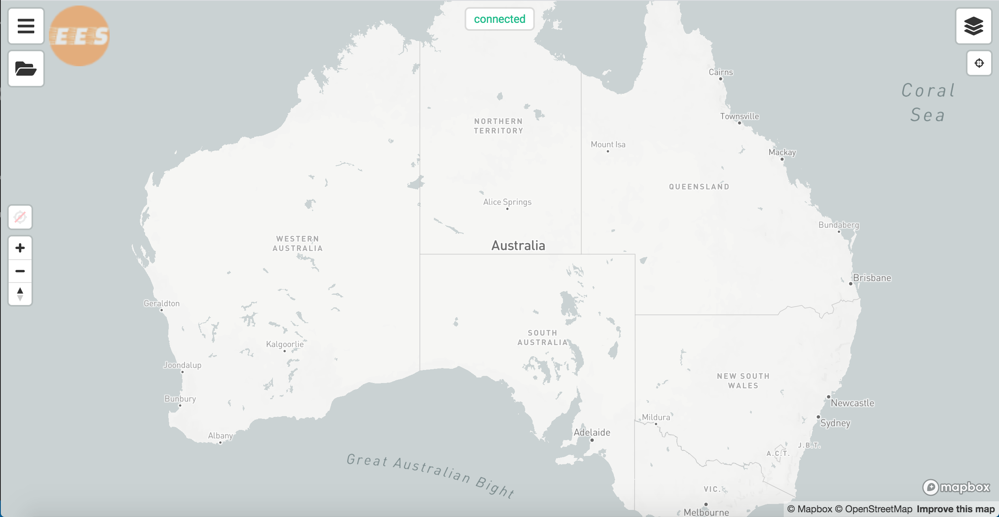 connected
EES
Cairns
Coral
Sea
Townsville
NORTHERN
TERRITORY
Mount Isa
Mackay
QUEENSLAND
Alice Springs
Bundaberg
WESTERN
AUSTRALIA
Australia
Brisbane
Geraldton
SOUTH
AUSTRALIA
Kalgoorlie
Joondalup
NEW SOUTH
WALES
Bunbury
Newcastle
Mildura
Sydney
Adelaide
Albany
J.B.T.
A.C.T.
Great Australian Bight
VIC.
mapbox
Melbourne
© Mapbox © OpenStreetMap Improve this map